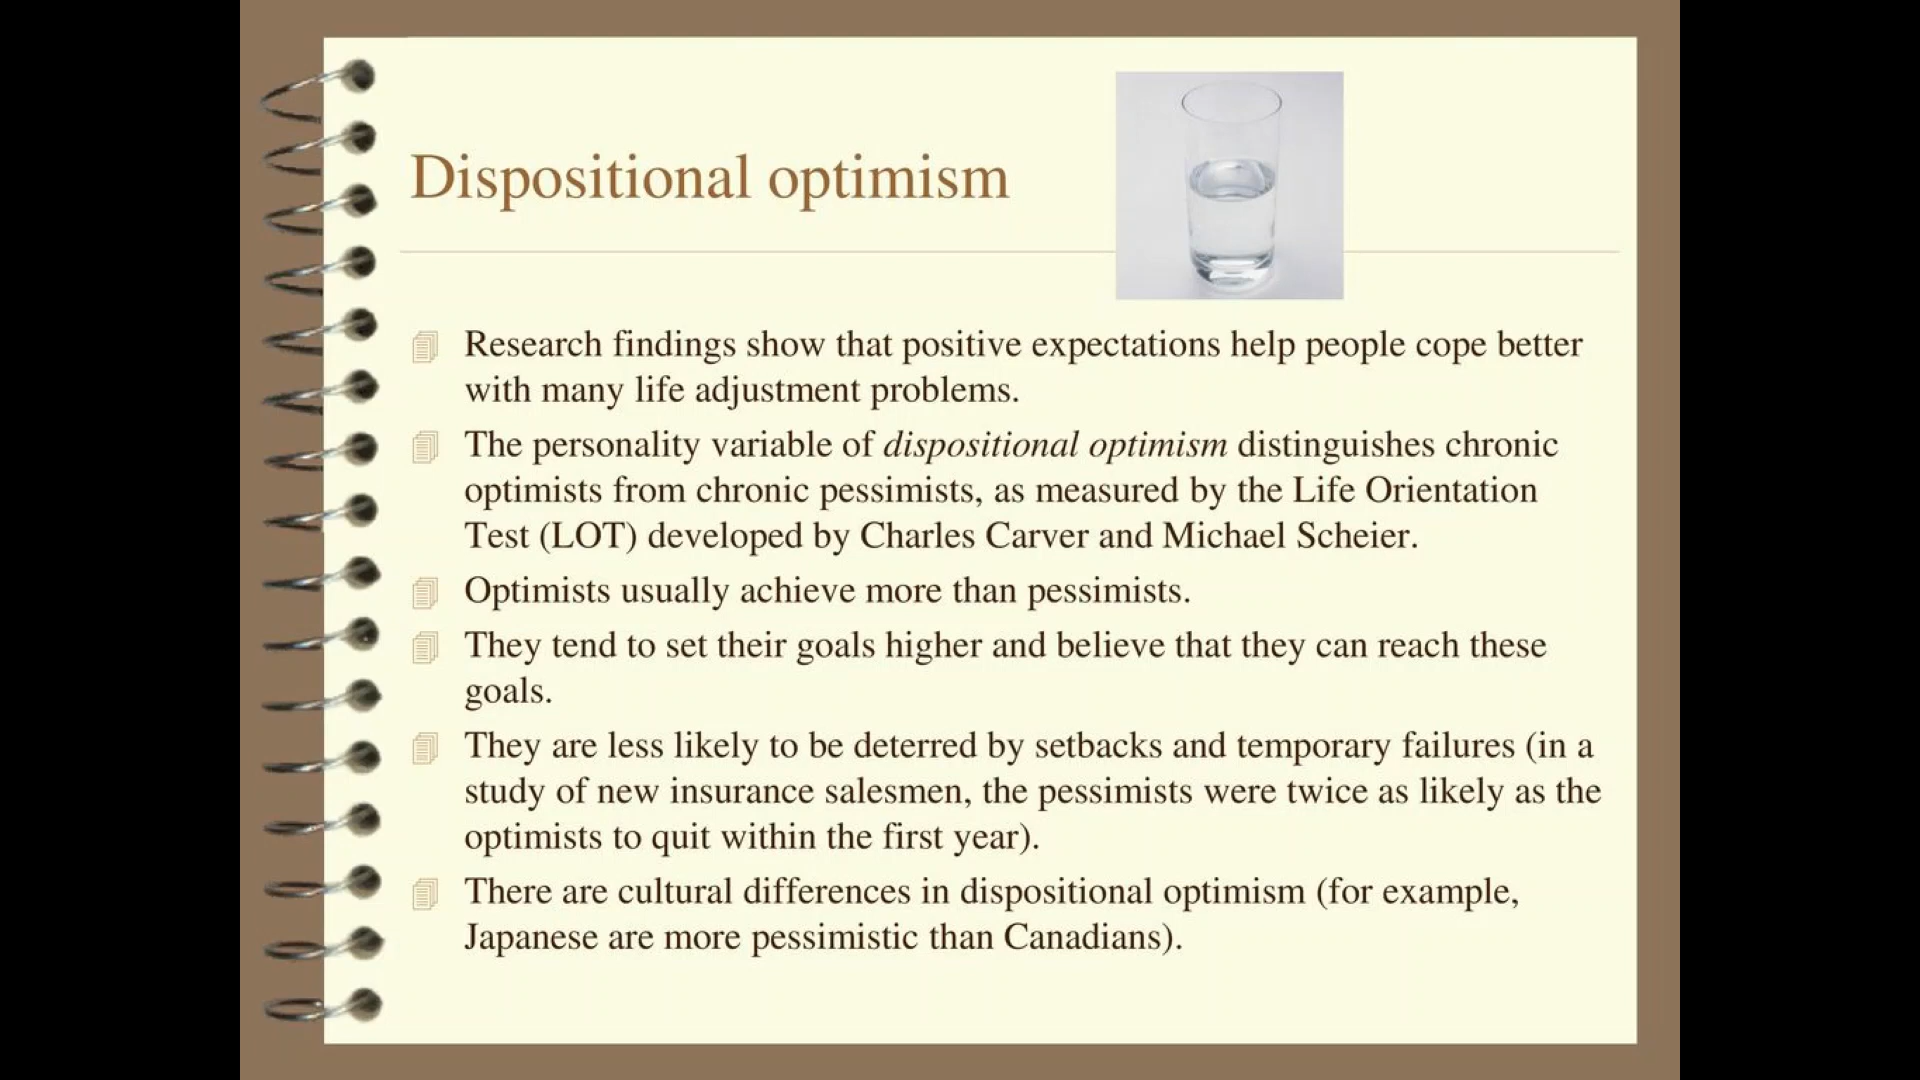 Dispositional optimism
Research findings show that positive expectations help people cope better
with many life adjustment problems.
The personality variable of dispositional optimism distinguishes chronic
optimists from chronic pessimists, as measured by the Life Orientation
Test (LOT) developed by Charles Carver and Michael Scheier.
Optimists usually achieve more than pessimists.
They tend to set their goals higher and believe that they can reach these
goals.
They are less likely to be deterred by setbacks and temporary failures (in a
study of new insurance salesmen, the pessimists were twice as likely as the
optimists to quit within the first year).
There are cultural differences in dispositional optimism (for example,
Japanese are more pessimistic than Canadians).